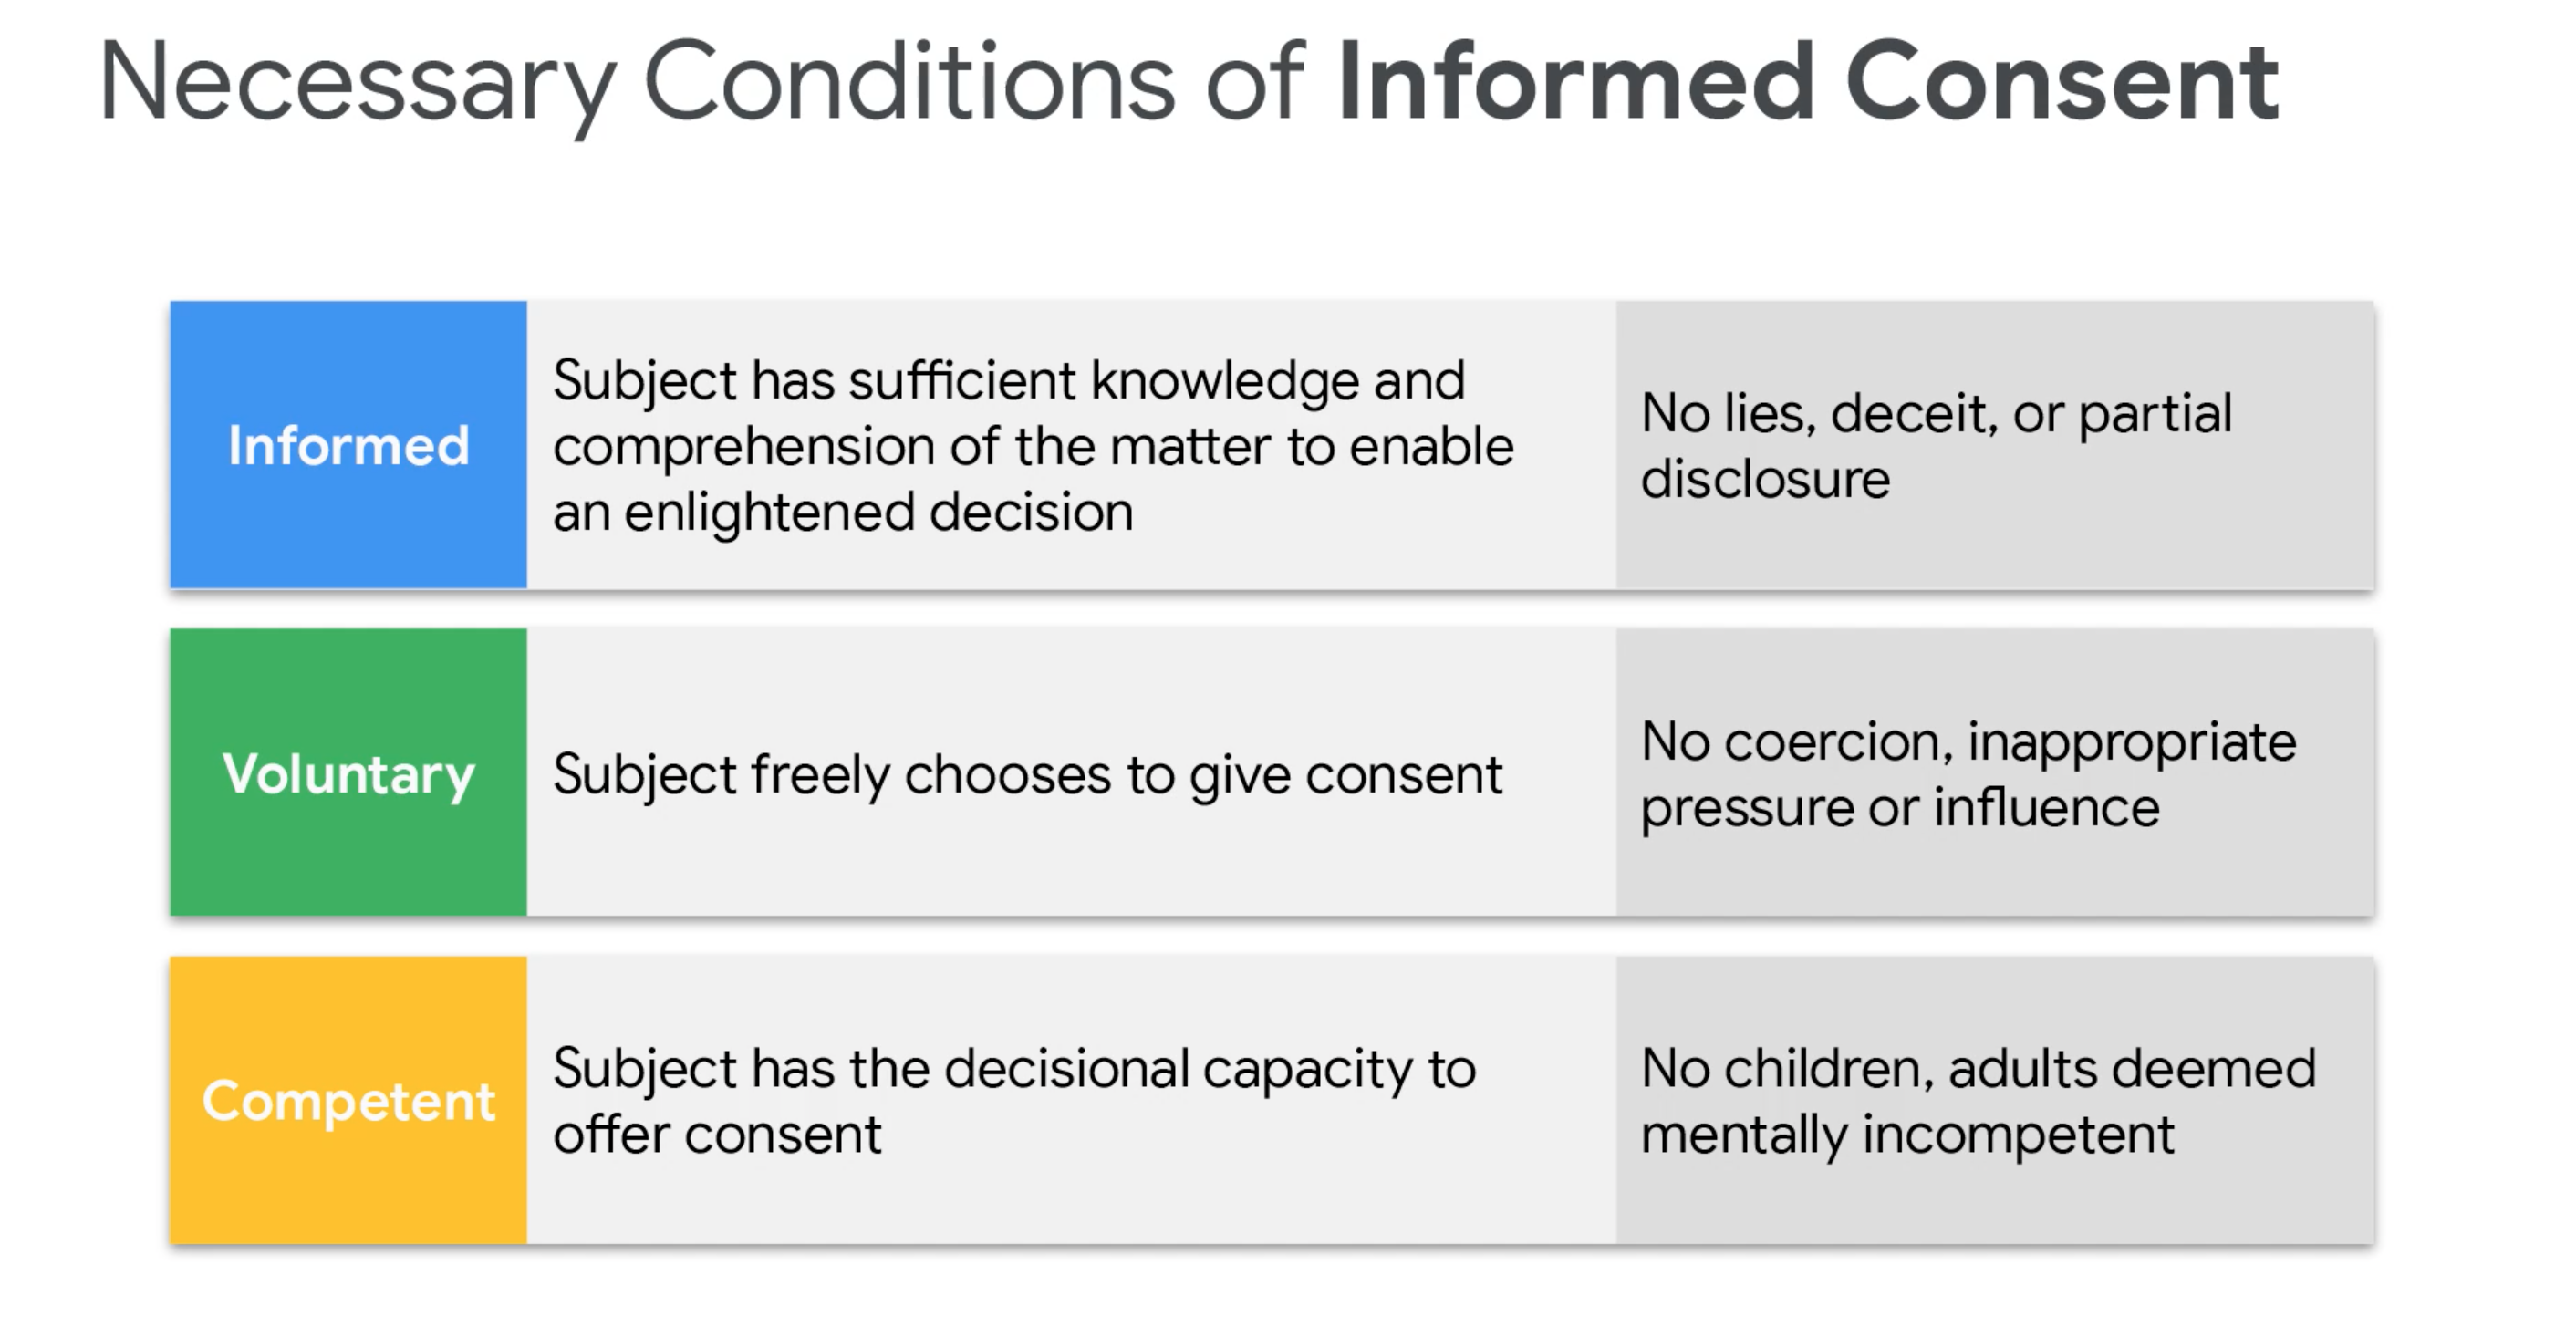 Necessary Conditions of Informed Consent
Informed
Subject has sufficient knowledge and
comprehension of the matter to enable
an enlightened decision
No lies, deceit, or partial
disclosure
Voluntary
Subject freely chooses to give consent
No coercion, inappropriate
pressure or influence
Competent
Subject has the decisional capacity to
offer consent
No children, adults deemed
mentally incompetent